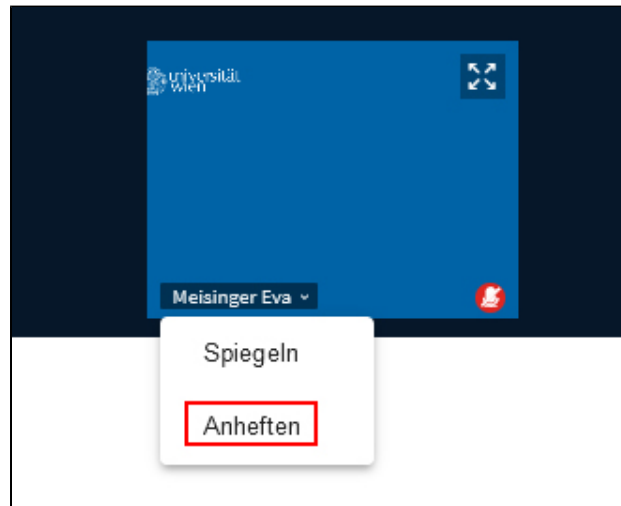 universität
wien
Meisinger Eva
Spiegeln
Anheften